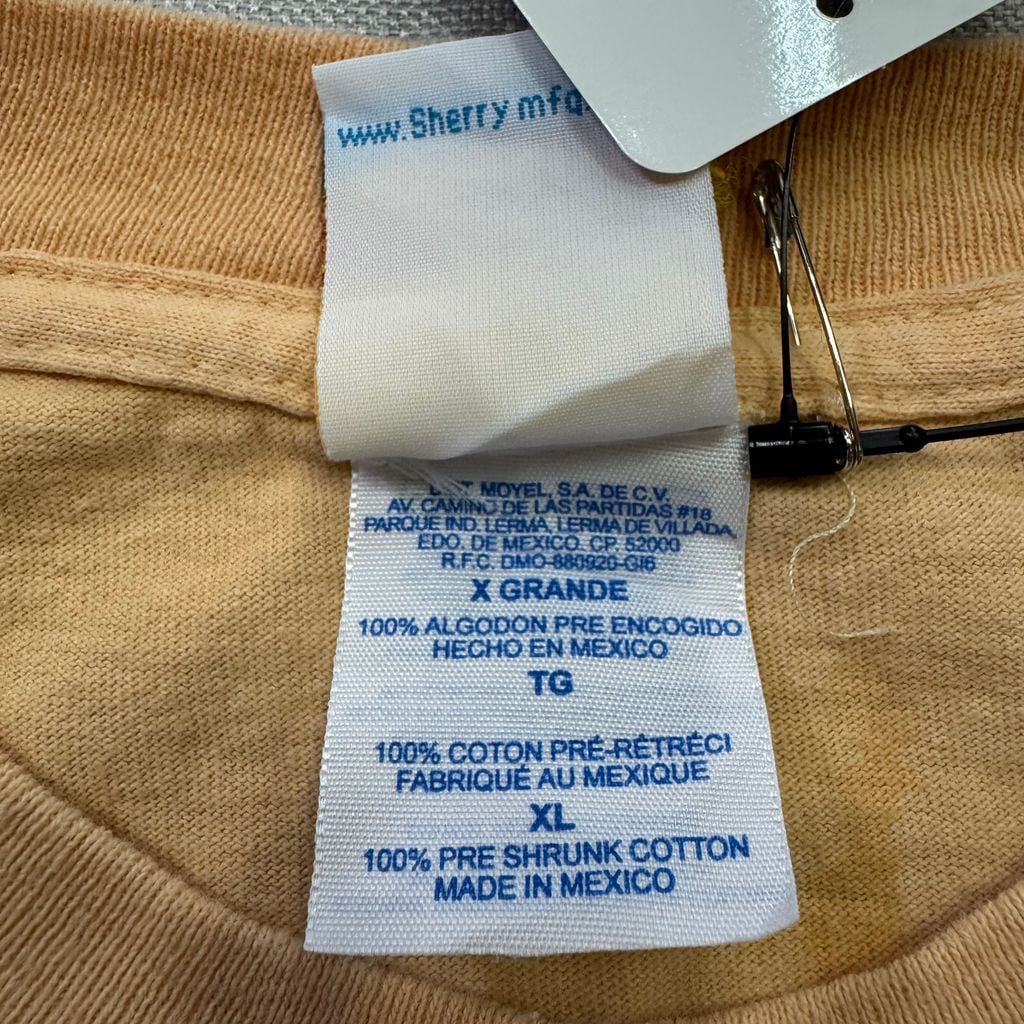 www.Sherry mfg
MOYEL, S.A. DE C.V.
AV. CAMINO DE LAS PARTIDAS #18
PARQUE IND. LERMA, LERMA DE VILLADA,
EDO. DE MEXICO. CP. 52000
R.F.C. DMO-880920-GI6
X GRANDE
100% ALGODON PRE ENCOGIDO
HECHO EN MEXICO
TG
100% COTON PRÉ-RÉTRÉCI
FABRIQUÉ AU MEXIQUE
XL
100% PRE SHRUNK COTTON
MADE IN MEXICO